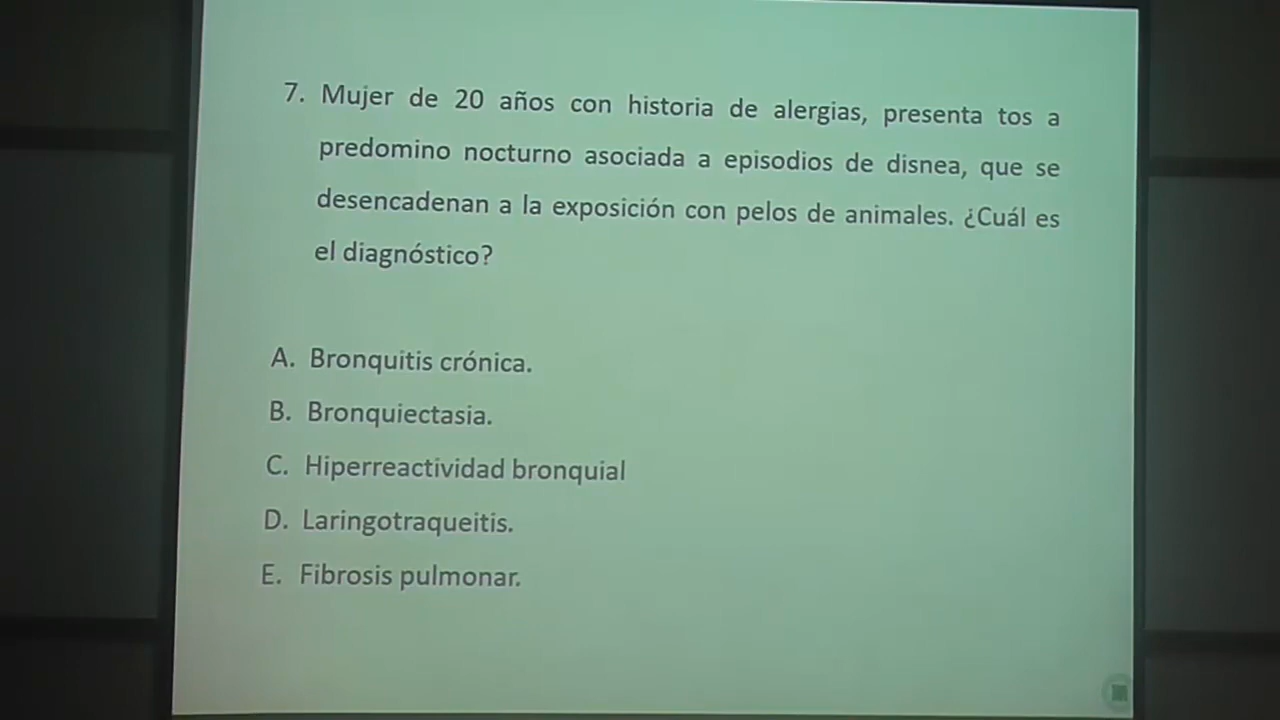 7. Mujer de 20 años con historia de alergias, presenta tos a
predomino nocturno asociada a episodios de disnea, que se
desencadenan a la exposición con pelos de animales. ¿Cuál es
el diagnóstico?
A. Bronquitis crónica.
B. Bronquiectasia.
C. Hiperreactividad bronquial
D. Laringotraqueitis.
E. Fibrosis pulmonar.